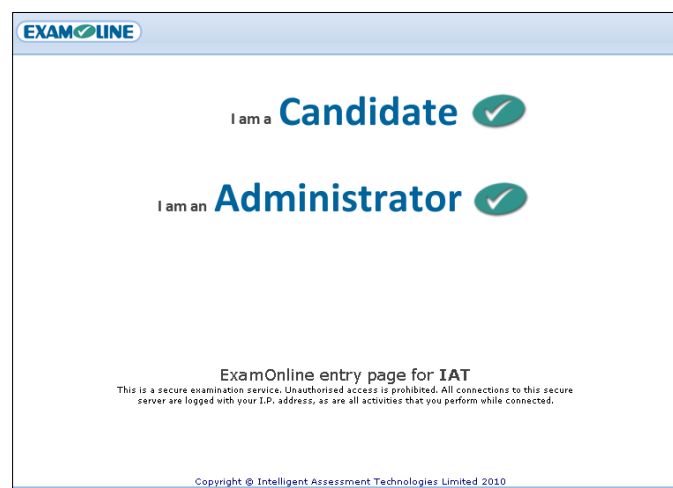 EXAMONLINE
I am a Candidate
I am an Administrator
ExamOnline entry page for IAT
This is a secure examination service. Unauthorised access is prohibited. All connections to this secure
server are logged with your I.P. address, as are all activities that you perform while connected.
Copyright © Intelligent Assessment Technologies Limited 2010